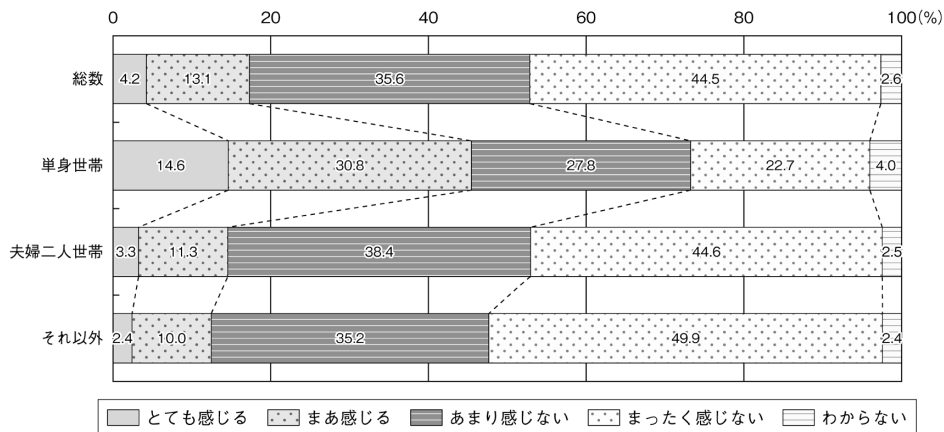 0 20 40 60 80 100(%)
総数 4.2 13.1 35.6 44.5 2.6
単身世帯 14.6 30.8 27.8 22.7 4.0
夫婦二人世帯 3.3 11.3 38.4 44.6 2.5
それ以外 2.4 10.0 35.2 49.9 2.4
とても感じる まあ感じる あまり感じない まったく感じない わからない